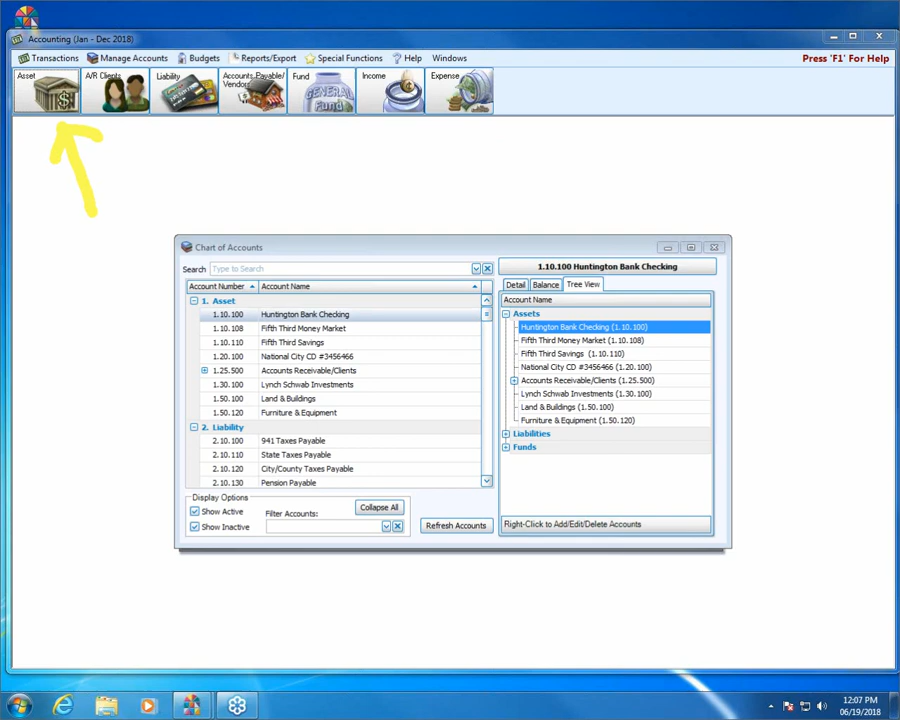 Accounting (Jan - Dec 2018)
Transactions Manage Accounts Budgets Reports/Export Special Functions Help Windows
Press 'F1' For Help
Asset
A/R Clients
Liability
Accounts Payable/
Vendors
Fund
GENERAL
Fund
Income
Expense
Chart of Accounts
Search Type to Search
Account Number Account Name
1. Asset
1.10.100 Huntington Bank Checking
1.10.108 Fifth Third Money Market
1.10.110 Fifth Third Savings
1.20.100 National City CD #3456466
1.25.500 Accounts Receivable/Clients
1.30.100 Lynch Schwab Investments
1.50.100 Land & Buildings
1.50.120 Furniture & Equipment
2. Liability
2.10.100 941 Taxes Payable
2.10.110 State Taxes Payable
2.10.120 City/County Taxes Payable
2.10.130 Pension Payable
Display Options
Show Active
Show Inactive
Filter Accounts:
Collapse All
Refresh Accounts
1.10.100 Huntington Bank Checking
Detail Balance Tree View
Account Name
Assets
Huntington Bank Checking (1.10.100)
Fifth Third Money Market (1.10.108)
Fifth Third Savings (1.10.110)
National City CD #3456466 (1.20.100)
Accounts Receivable/Clients (1.25.500)
Lynch Schwab Investments (1.30.100)
Land & Buildings (1.50.100)
Furniture & Equipment (1.50.120)
Liabilities
Funds
Right-Click to Add/Edit/Delete Accounts
12:07 PM
06/19/2018